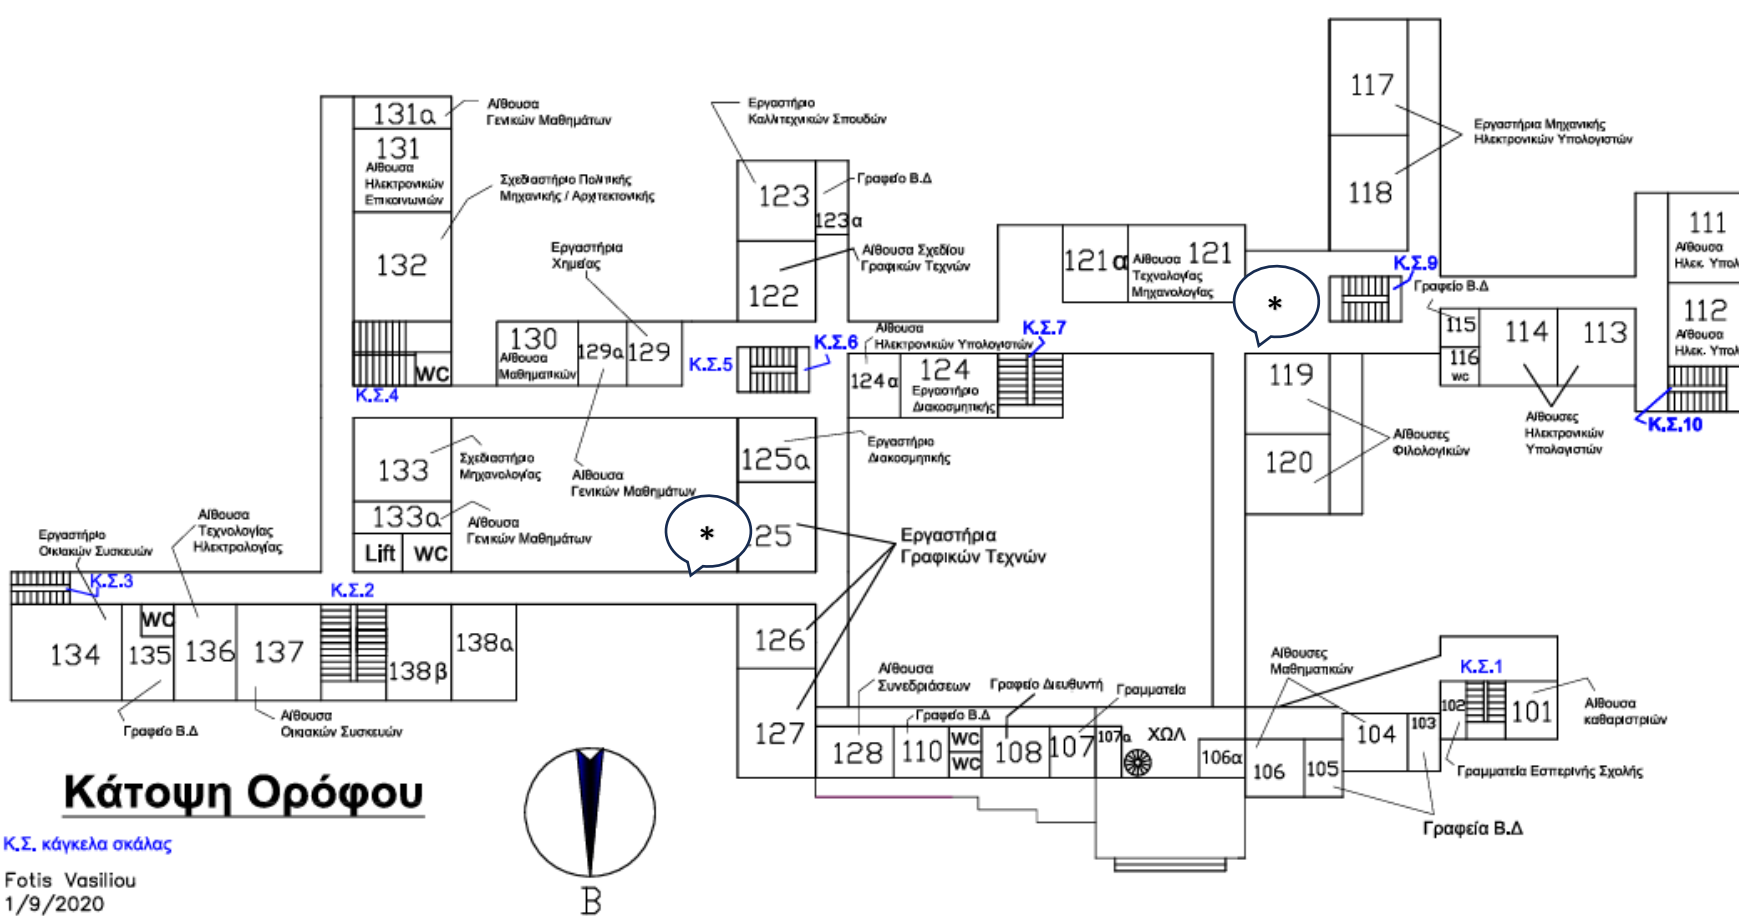 117
118
Εργαστήρια Μηχανικής
Ηλεκτρονικών Υπολογιστών
131α
Αίθουσα
Γενικών Μαθημάτων
131
Αίθουσα
Ηλεκτρονικών
Επικοινωνιών
Σχεδιαστήριο Πολιτικής
Μηχανικής / Αρχιτεκτονικής
132
Εργαστήριο
Καλλιτεχνικών Σπουδών
123
Γραφείο Β.Δ
123α
Αίθουσα Σχεδίου
Γραφικών Τεχνών
122
Εργαστήρια
Χημείας
121α
Αίθουσα 121
Τεχνολογίας
Μηχανολογίας
*
Κ.Σ.9
Γραφείο Β.Δ
111
Αίθουσα
Ηλεκ. Υπολ
112
Αίθουσα
Ηλεκ. Υπολ
115
116
wc
114
113
Αίθουσες
Ηλεκτρονικών
Υπολογιστών
Κ.Σ.10
130
Αίθουσα
Μαθηματικών
129α
129
Κ.Σ.5
Κ.Σ.6
Αίθουσα
Ηλεκτρονικών Υπολογιστών
Κ.Σ.7
124α
124
Εργαστήριο
Διακοσμητικής
WC
Κ.Σ.4
119
120
Αίθουσες
Φιλολογικών
133
Σχεδιαστήριο
Μηχανολογίας
Αίθουσα
Γενικών Μαθημάτων
125α
Εργαστήριο
Διακοσμητικής
133α
Αίθουσα
Γενικών Μαθημάτων
Lift
WC
*
25
Εργαστήρια
Γραφικών Τεχνών
Εργαστήριο
Οικιακών Συσκευών
Αίθουσα
Τεχνολογίας
Ηλεκτρολογίας
Κ.Σ.3
Κ.Σ.2
134
WC
135
136
137
138β
138α
Γραφείο Β.Δ
Αίθουσα
Οικιακών Συσκευών
126
127
Αίθουσα
Συνεδριάσεων
Γραφείο Β.Δ
Γραφείο Διευθυντή
Γραμματεία
128
110
WC
WC
108
107
107α
ΧΩΛ
106α
106
105
Αίθουσες
Μαθηματικών
104
103
102
Κ.Σ.1
101
Αίθουσα
καθαριστριών
Γραμματεία Εσπερινής Σχολής
Γραφεία Β.Δ
Κάτοψη Ορόφου
Κ.Σ. κάγκελα σκάλας
Fotis Vasiliou
1/9/2020
Β